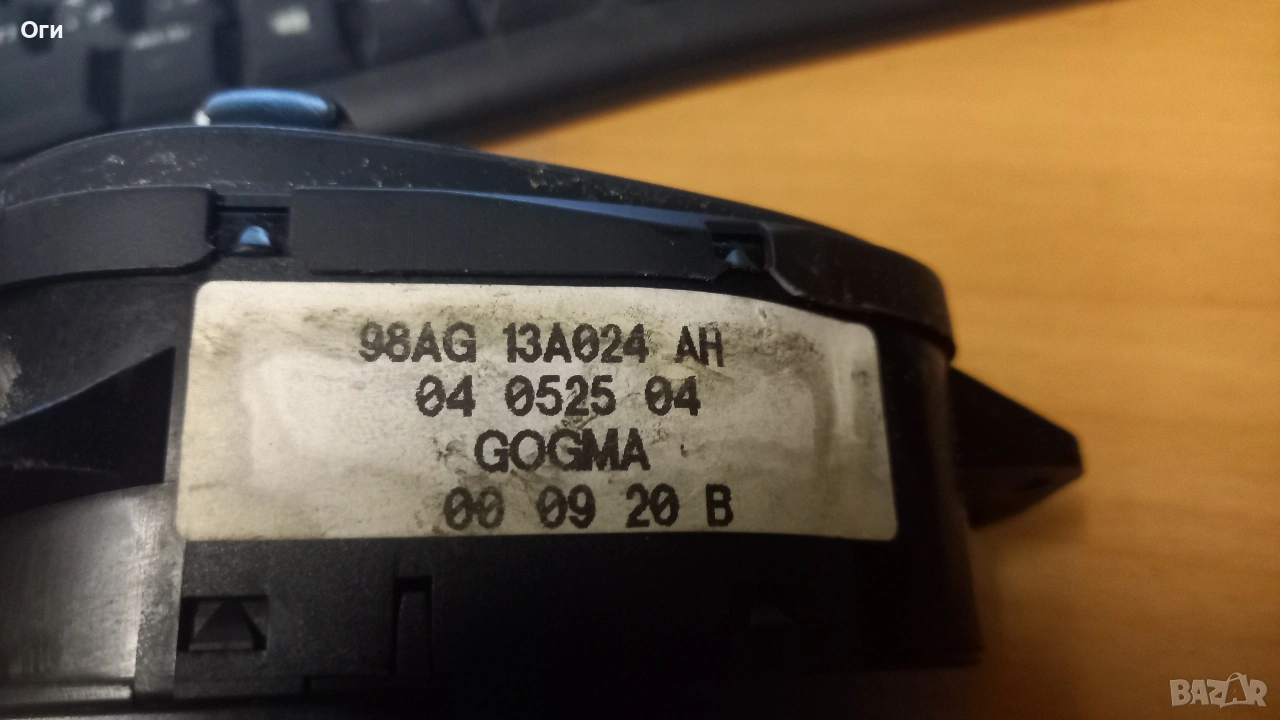 Оги
98AG 13A024 AH
04 0525 04
GOGMA
00 09 20 B
BAZAR